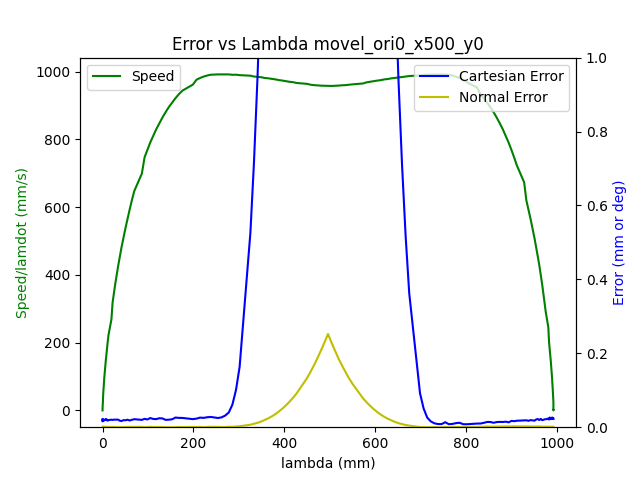 Error vs Lambda movel_ori0_x500_y0
Speed
Cartesian Error
Normal Error
Speed/lamdot (mm/s)
1000
800
600
400
200
0
1.0
0.8
0.6
0.4
0.2
0.0
Error (mm or deg)
0 200 400 600 800 1000
lambda (mm)